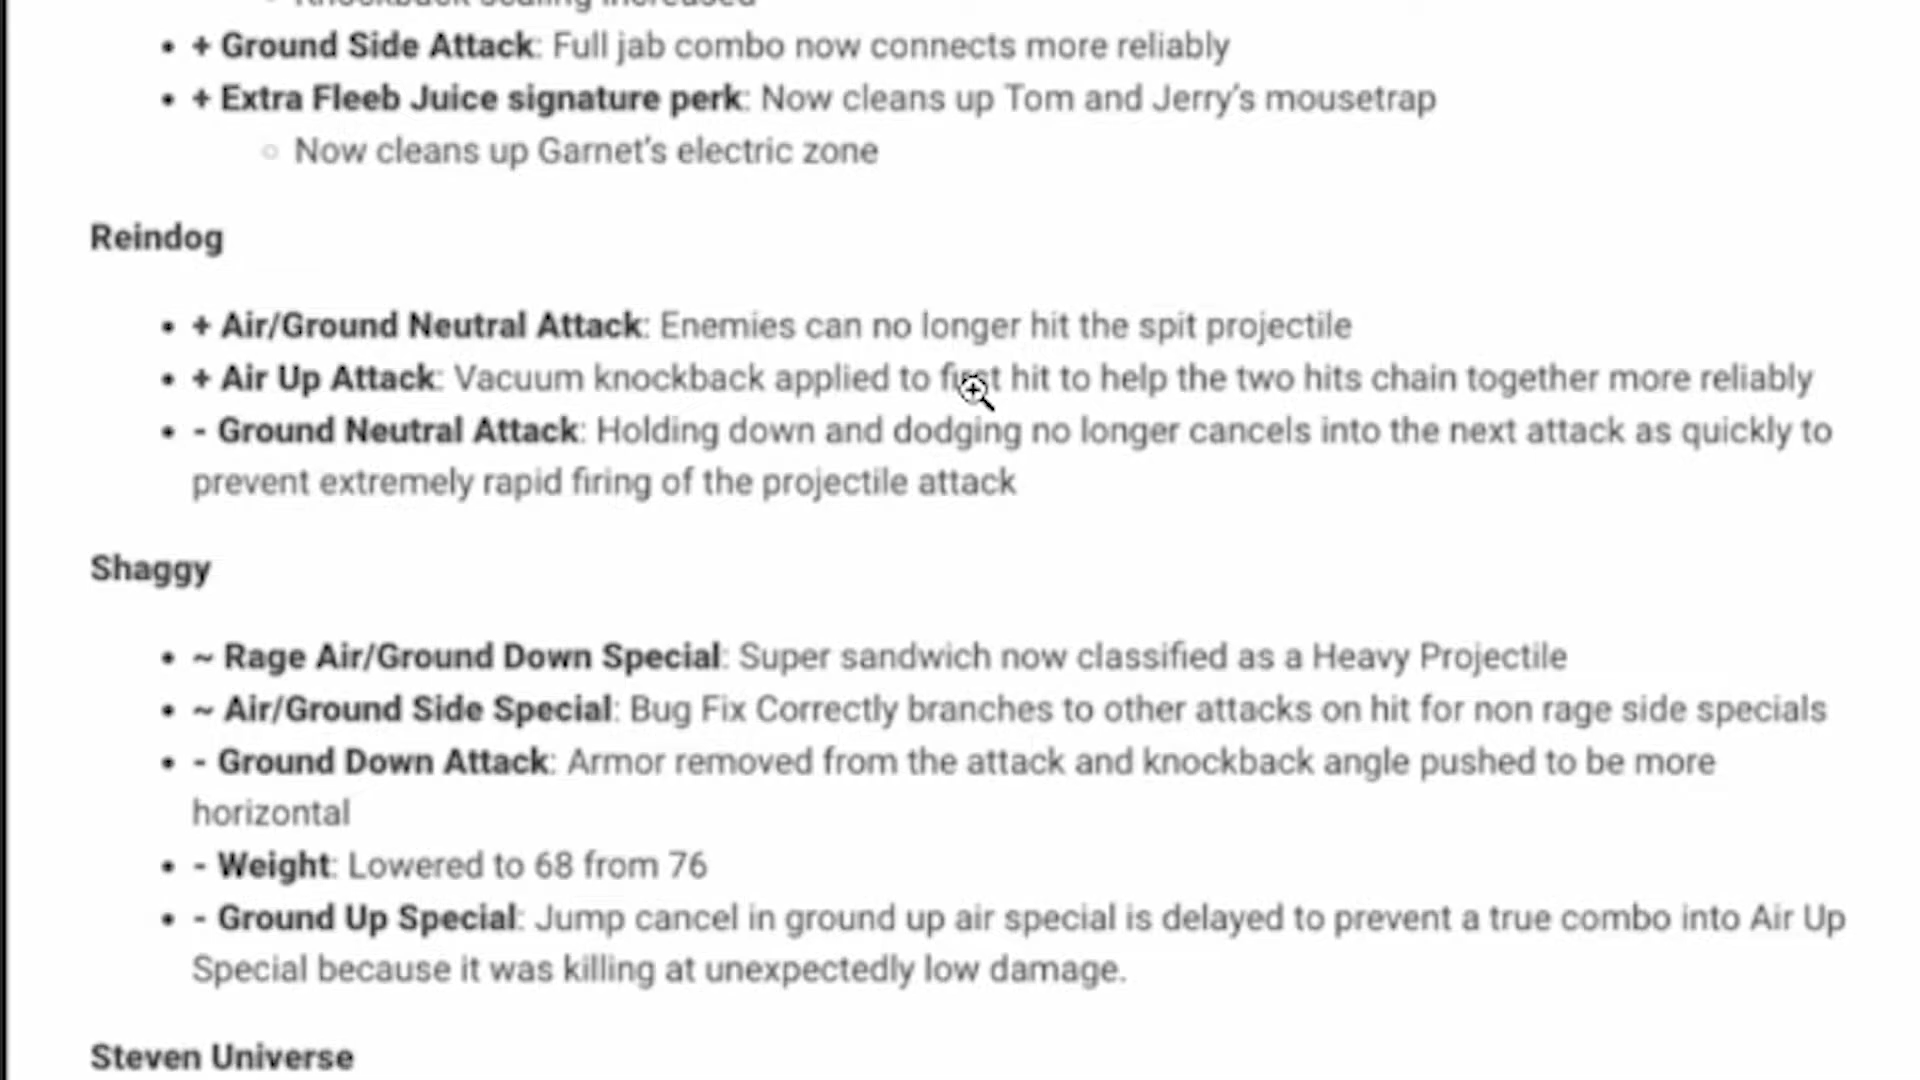 Knockback scaling increased
• + Ground Side Attack: Full jab combo now connects more reliably
• + Extra Fleeb Juice signature perk: Now cleans up Tom and Jerry's mousetrap
○ Now cleans up Garnet's electric zone
Reindog
• + Air/Ground Neutral Attack: Enemies can no longer hit the spit projectile
• + Air Up Attack: Vacuum knockback applied to first hit to help the two hits chain together more reliably
• - Ground Neutral Attack: Holding down and dodging no longer cancels into the next attack as quickly to
prevent extremely rapid firing of the projectile attack
Shaggy
• ~ Rage Air/Ground Down Special: Super sandwich now classified as a Heavy Projectile
• ~ Air/Ground Side Special: Bug Fix Correctly branches to other attacks on hit for non rage side specials
• - Ground Down Attack: Armor removed from the attack and knockback angle pushed to be more
horizontal
• - Weight: Lowered to 68 from 76
• - Ground Up Special: Jump cancel in ground up air special is delayed to prevent a true combo into Air Up
Special because it was killing at unexpectedly low damage.
Steven Universe